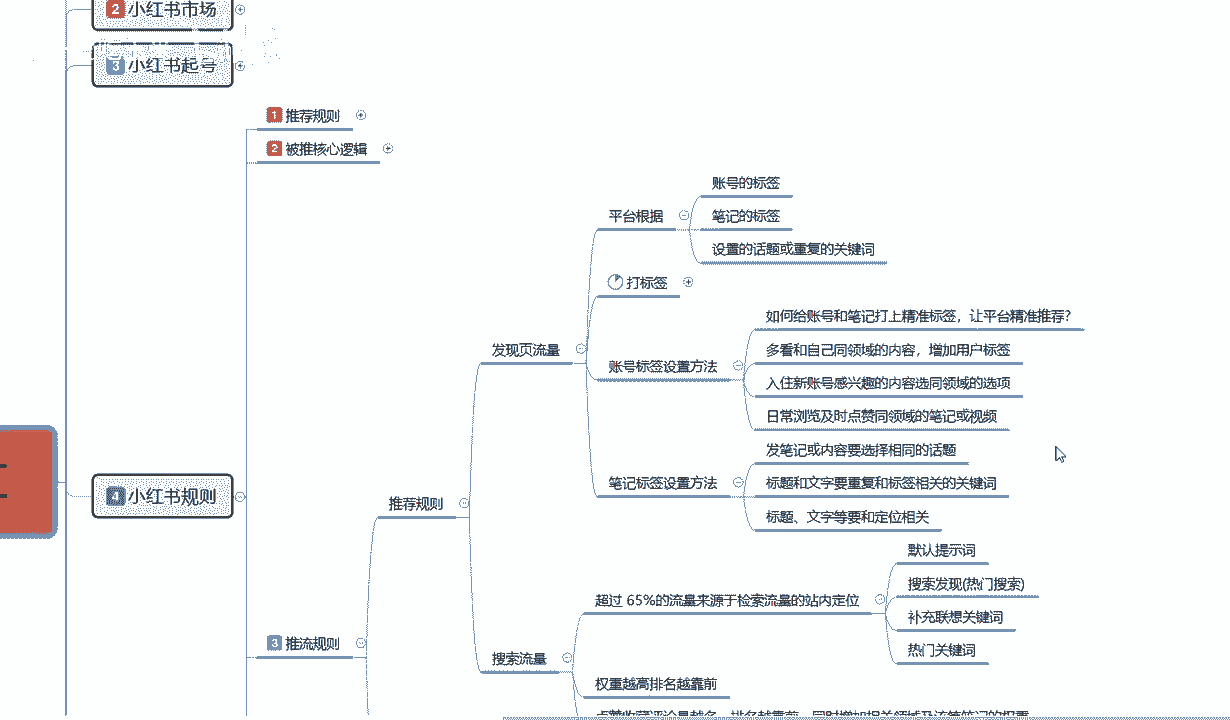 2 小红书市场
3 小红书起号
1 推荐规则
2 被推核心逻辑
账号的标签
平台根据
笔记的标签
设置的话题或重复的关键词
打标签
如何给账号和笔记打上精准标签，让平台精准推荐？
发现页流量
多看和自己同领域的内容，增加用户标签
账号标签设置方法
入住新账号感兴趣的内容选同领域的选项
日常浏览及时点赞同领域的笔记或视频
发笔记或内容要选择相同的话题
笔记标签设置方法
标题和文字要重复和标签相关的关键词
4 小红书规则
推荐规则
标题、文字等要和定位相关
默认提示词
搜索发现(热门搜索)
超过 65%的流量来源于检索流量的站内定位
补充联想关键词
3 推流规则
热门关键词
搜索流量
权重越高排名越靠前